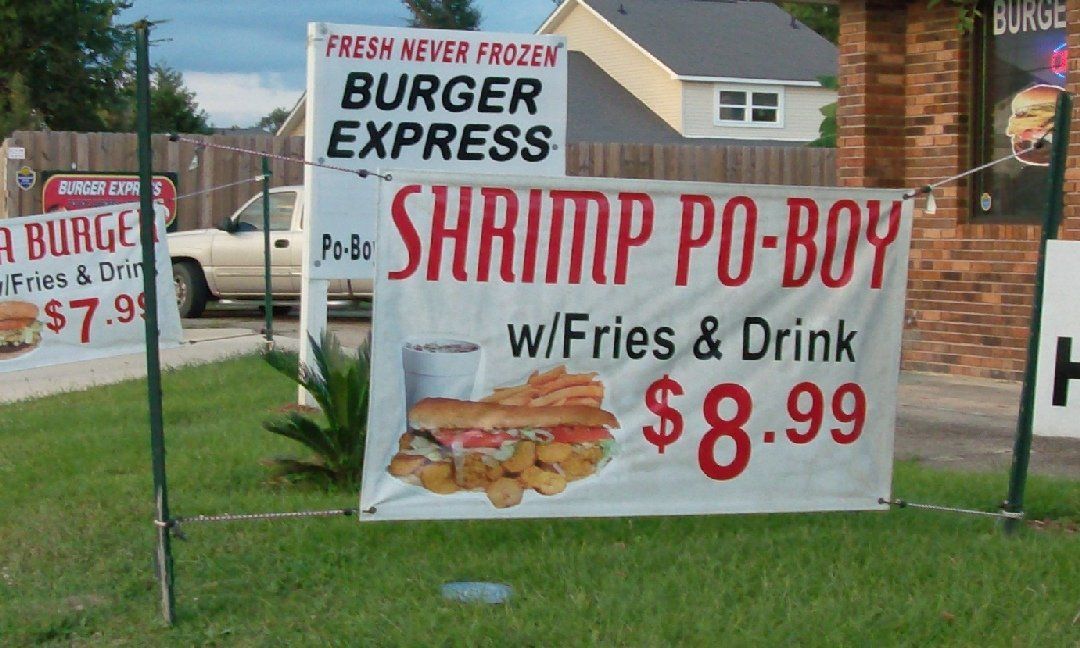 FRESH NEVER FROZEN
BURGER
EXPRESS
Po-Bo
BURGE
BURGER EXPRESS
A BURGE
w/Fries & Drin
$7.99
SHRIMP PO-BOY
w/Fries & Drink
$8.99
H